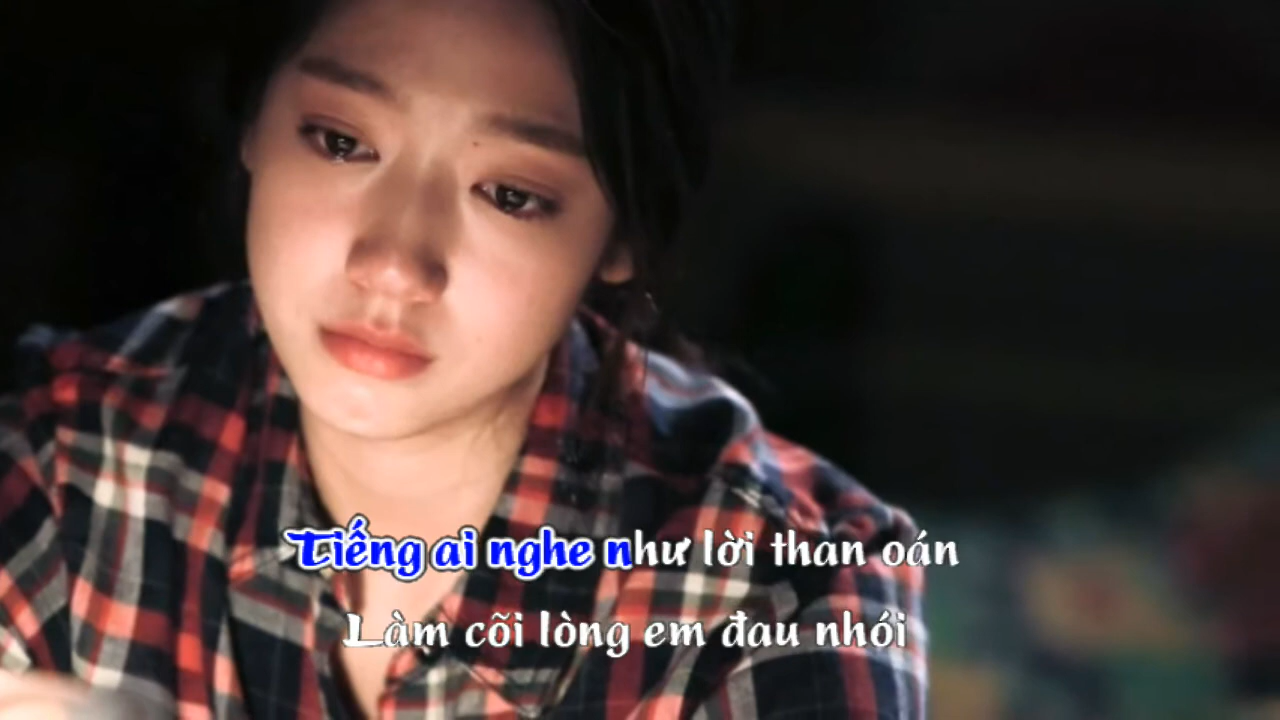 Tiếng ai nghe như lời than oán
Làm cõi lòng em đau nhói